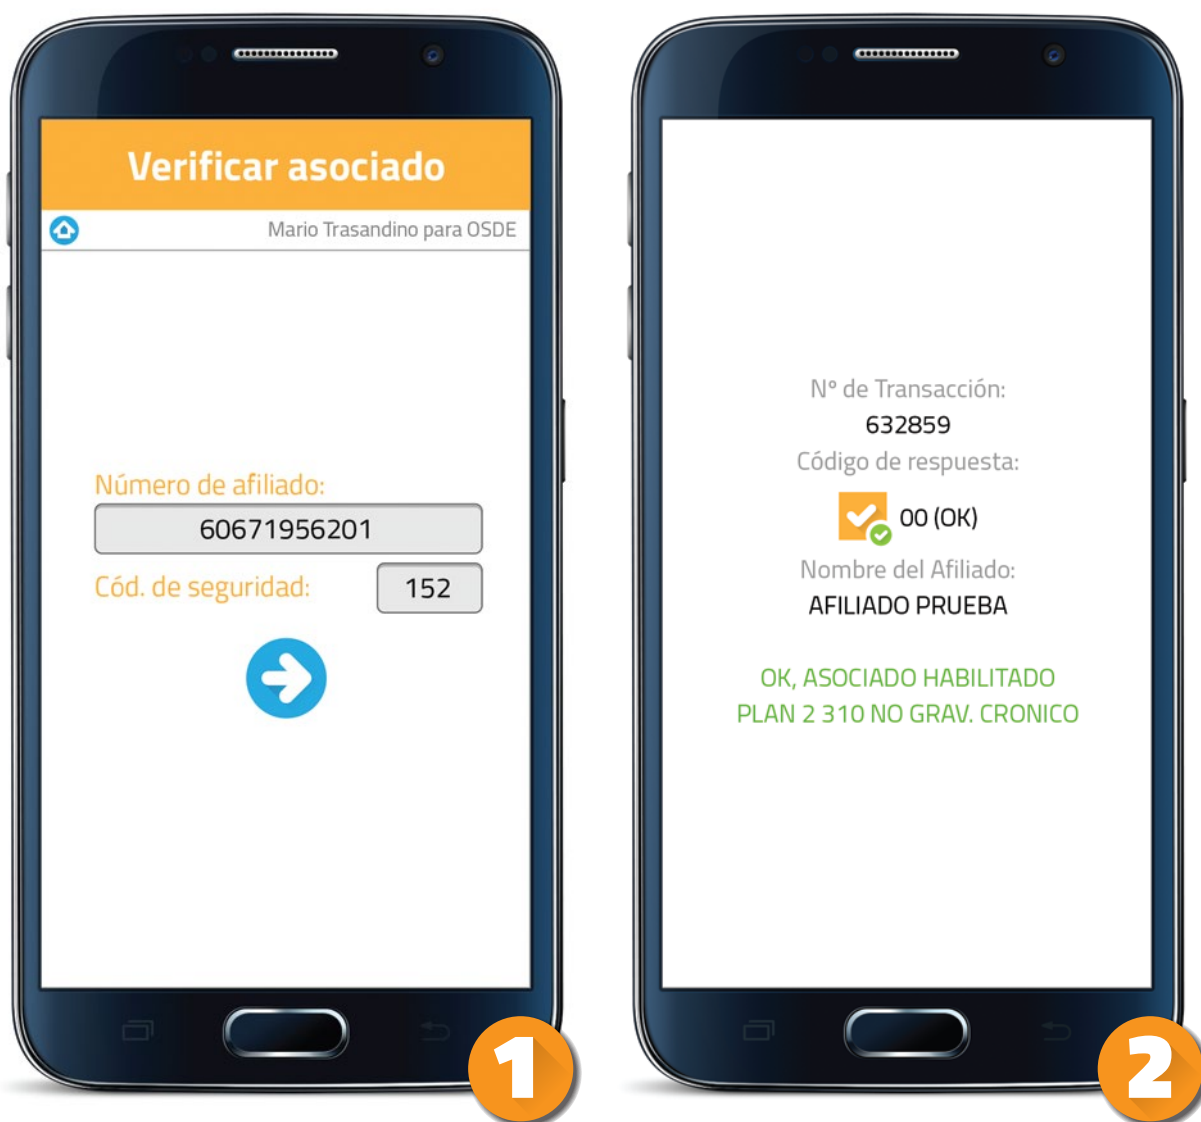 Verificar asociado
Mario Trasandino para OSDE
Número de afiliado:
60671956201
Cód. de seguridad:
152
1
Nº de Transacción:
632859
Código de respuesta:
00 (OK)
Nombre del Afiliado:
AFILIADO PRUEBA
OK, ASOCIADO HABILITADO
PLAN 2 310 NO GRAV. CRONICO
2